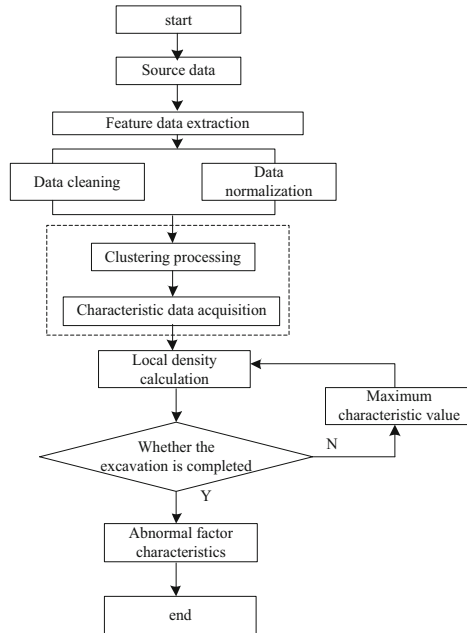 start
Source data
Feature data extraction
Data cleaning
Data
normalization
Clustering processing
Characteristic data acquisition
Local density
calculation
Maximum
characteristic value
Whether the
excavation is completed
N
Y
Abnormal factor
characteristics
end